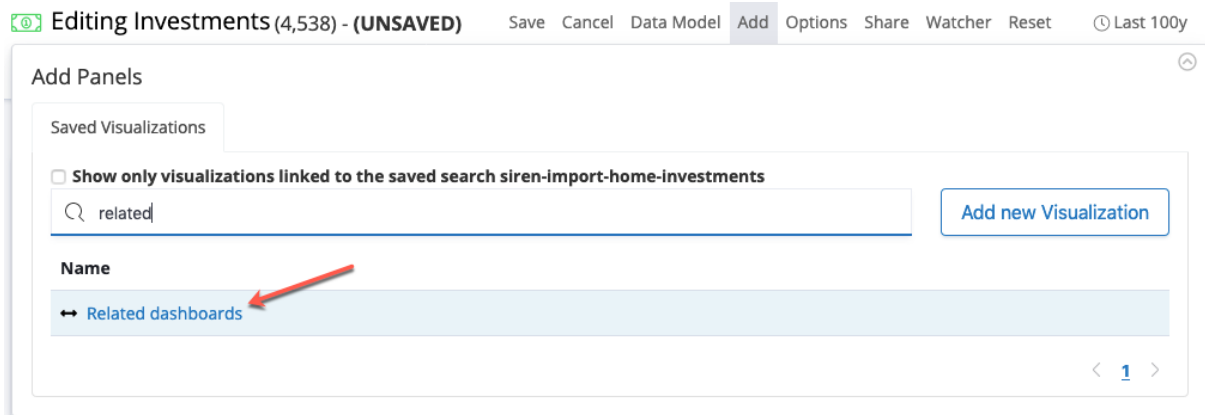 Editing Investments (4,538) - (UNSAVED) Save Cancel Data Model Add Options Share Watcher Reset Last 100y
Add Panels
Saved Visualizations
Show only visualizations linked to the saved search siren-import-home-investments
related
Add new Visualization
Name
Related dashboards
1